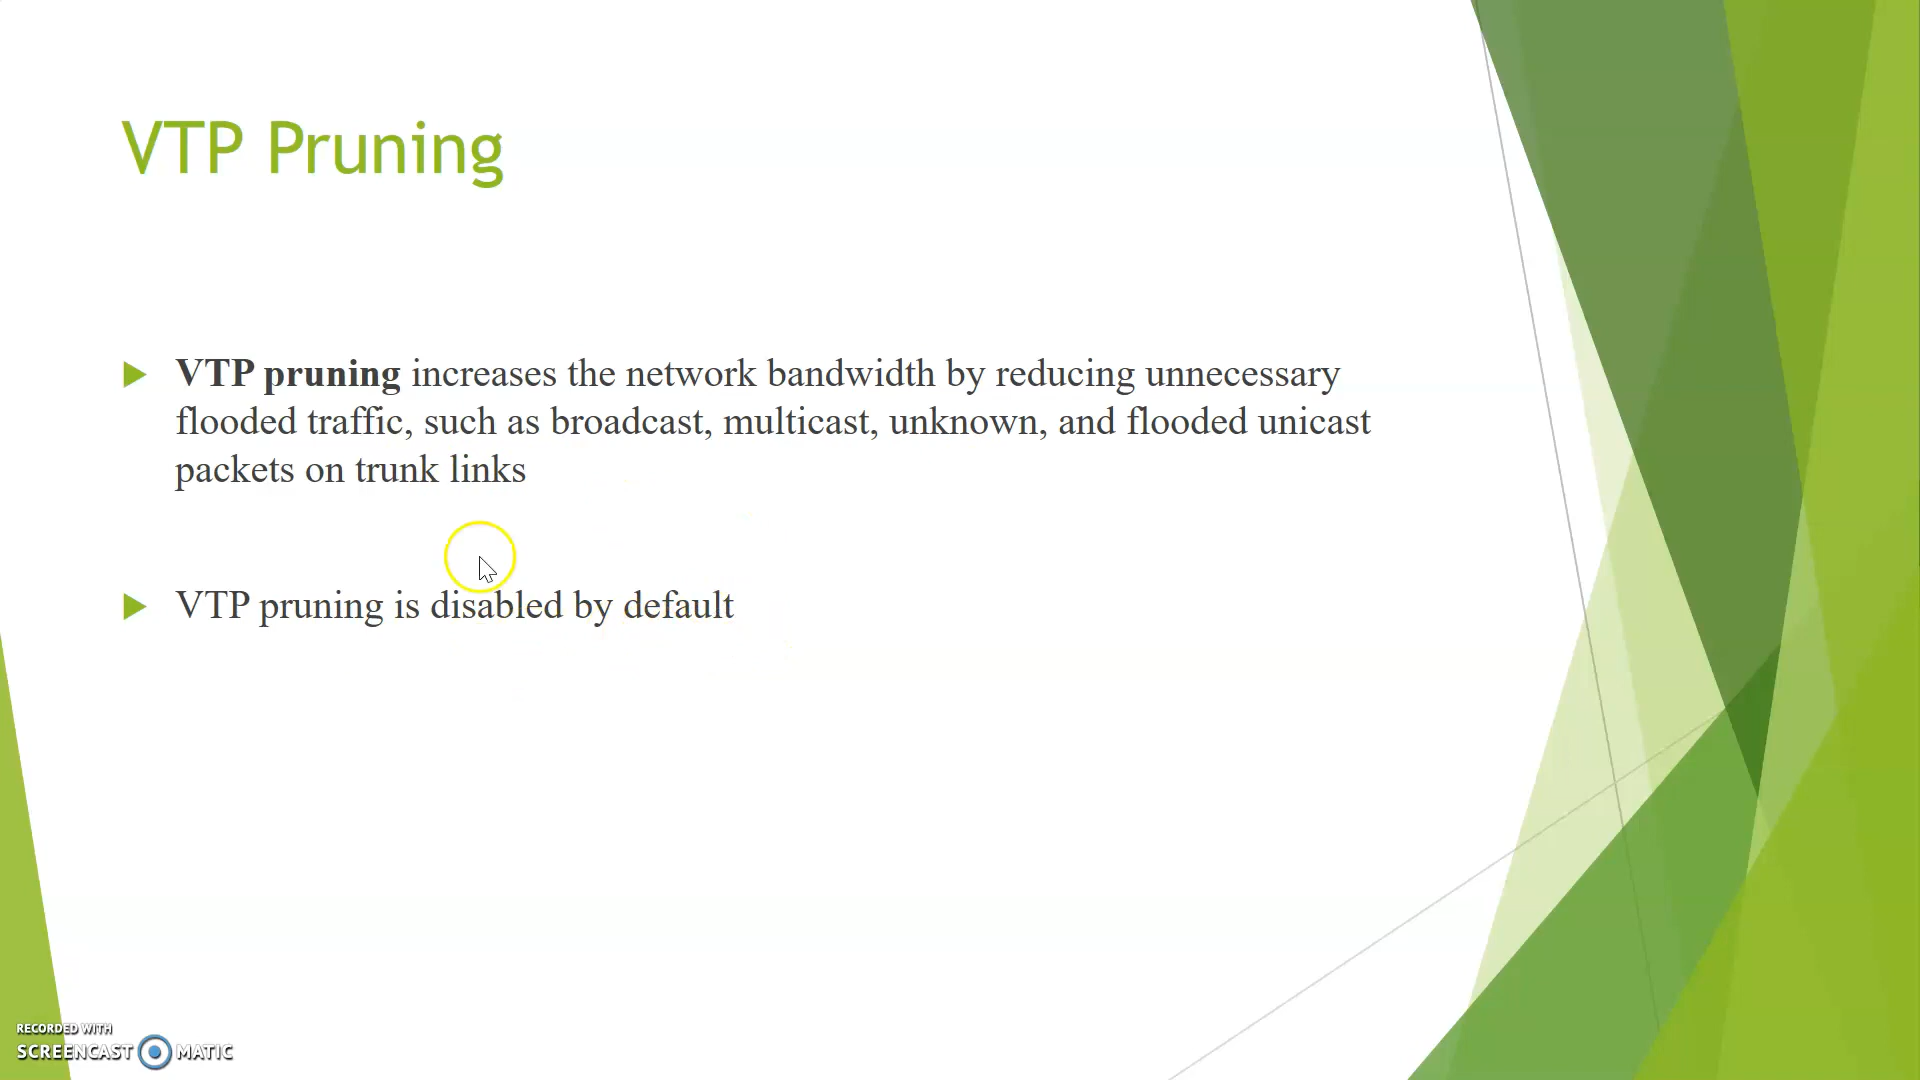 VTP Pruning
VTP pruning increases the network bandwidth by reducing unnecessary
flooded traffic, such as broadcast, multicast, unknown, and flooded unicast
packets on trunk links
VTP pruning is disabled by default
RECORDED WITH
SCREENCAST MATIC